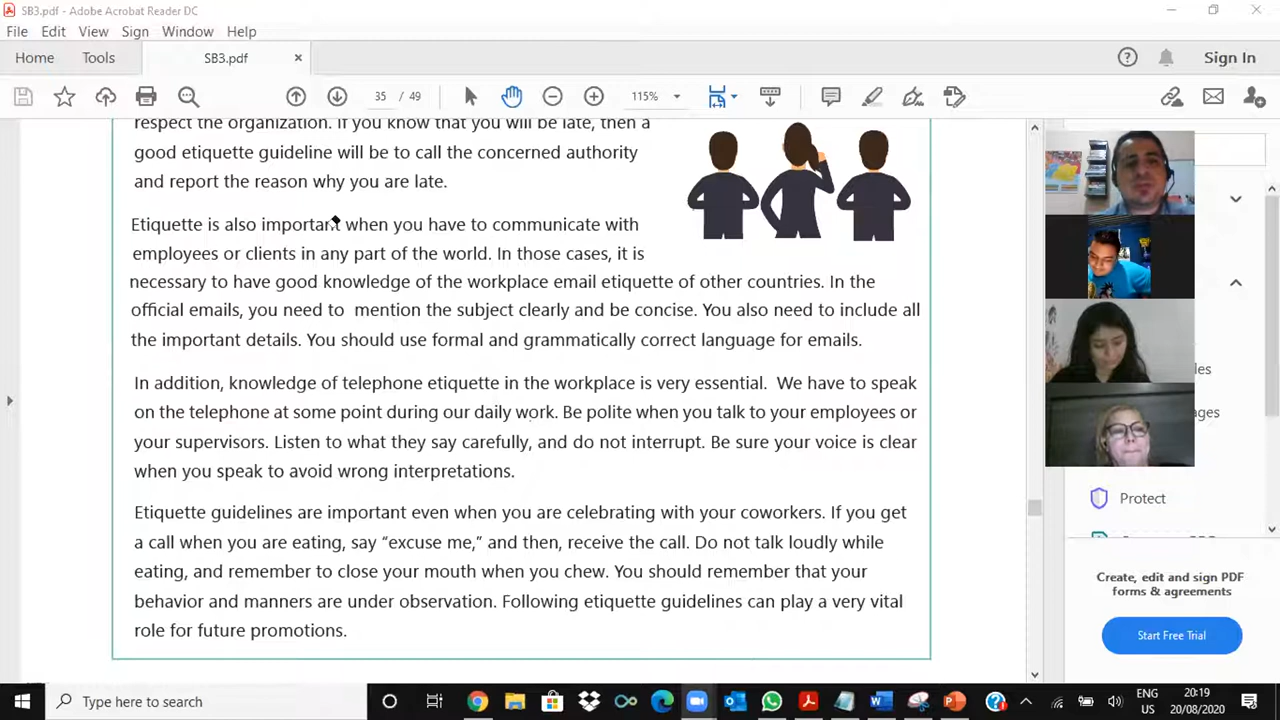 SB3.pdf - Adobe Acrobat Reader DC
File Edit View Sign Window Help
Home Tools SB3.pdf × Sign In
35 / 49 115%
respect the organization. If you know that you will be late, then a
good etiquette guideline will be to call the concerned authority
and report the reason why you are late.
Etiquette is also important when you have to communicate with
employees or clients in any part of the world. In those cases, it is
necessary to have good knowledge of the workplace email etiquette of other countries. In the
official emails, you need to mention the subject clearly and be concise. You also need to include all
the important details. You should use formal and grammatically correct language for emails.
In addition, knowledge of telephone etiquette in the workplace is very essential. We have to speak
on the telephone at some point during our daily work. Be polite when you talk to your employees or
your supervisors. Listen to what they say carefully, and do not interrupt. Be sure your voice is clear
when you speak to avoid wrong interpretations.
Etiquette guidelines are important even when you are celebrating with your coworkers. If you get
a call when you are eating, say “excuse me,” and then, receive the call. Do not talk loudly while
eating, and remember to close your mouth when you chew. You should remember that your
behavior and manners are under observation. Following etiquette guidelines can play a very vital
role for future promotions.
Protect
Create, edit and sign PDF
forms & agreements
Start Free Trial
Type here to search
ENG
US
20:19
20/08/2020